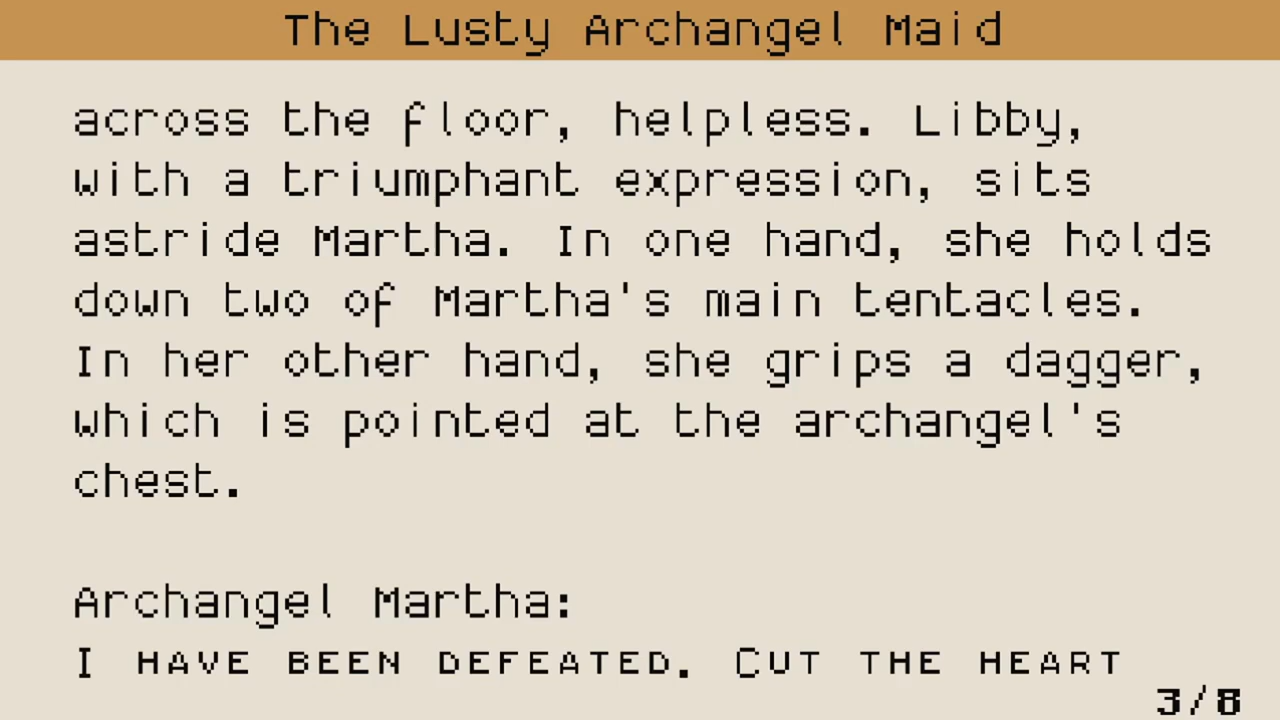 The Lusty Archangel Maid
across the floor, helpless. Libby,
with a triumphant expression, sits
astride Martha. In one hand, she holds
down two of Martha's main tentacles.
In her other hand, she grips a dagger,
which is pointed at the archangel's
chest.
Archangel Martha:
I HAVE BEEN DEFEATED. CUT THE HEART
3/8